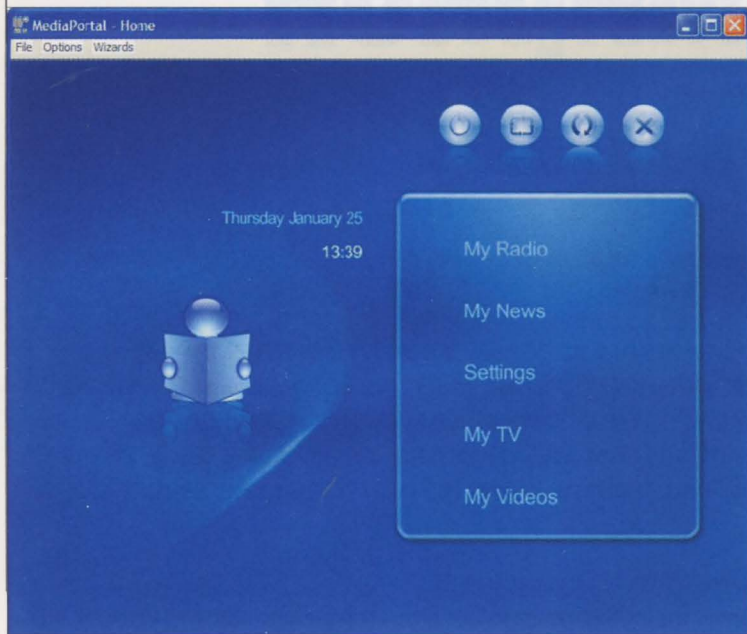 MediaPortal - Home
File Options Wizards
Thursday January 25
13:39
My Radio
My News
Settings
My TV
My Videos